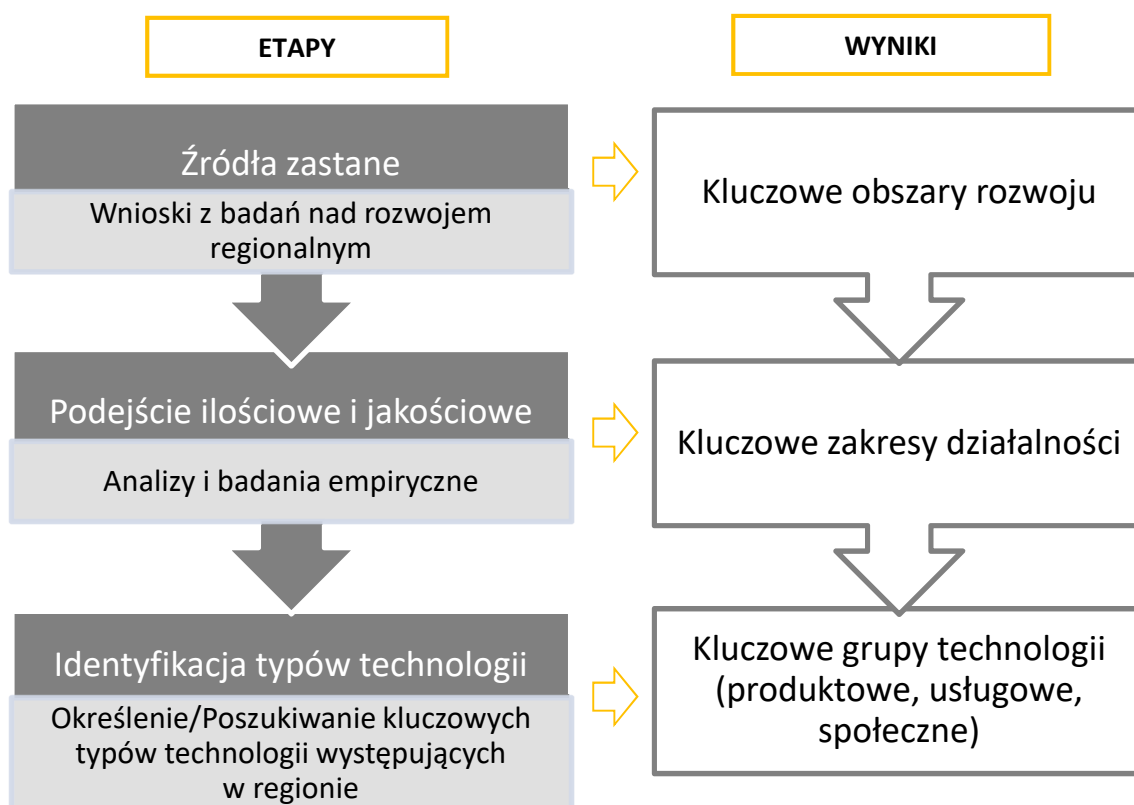 ETAPY
WYNIKI
Źródła zastane
Wnioski z badań nad rozwojem
regionalnym
Kluczowe obszary rozwoju
Podejście ilościowe i jakościowe
Analizy i badania empiryczne
Kluczowe zakresy działalności
Identyfikacja typów technologii
Określenie/Poszukiwanie kluczowych
typów technologii występujących
w regionie
Kluczowe grupy technologii
(produktowe, usługowe,
społeczne)